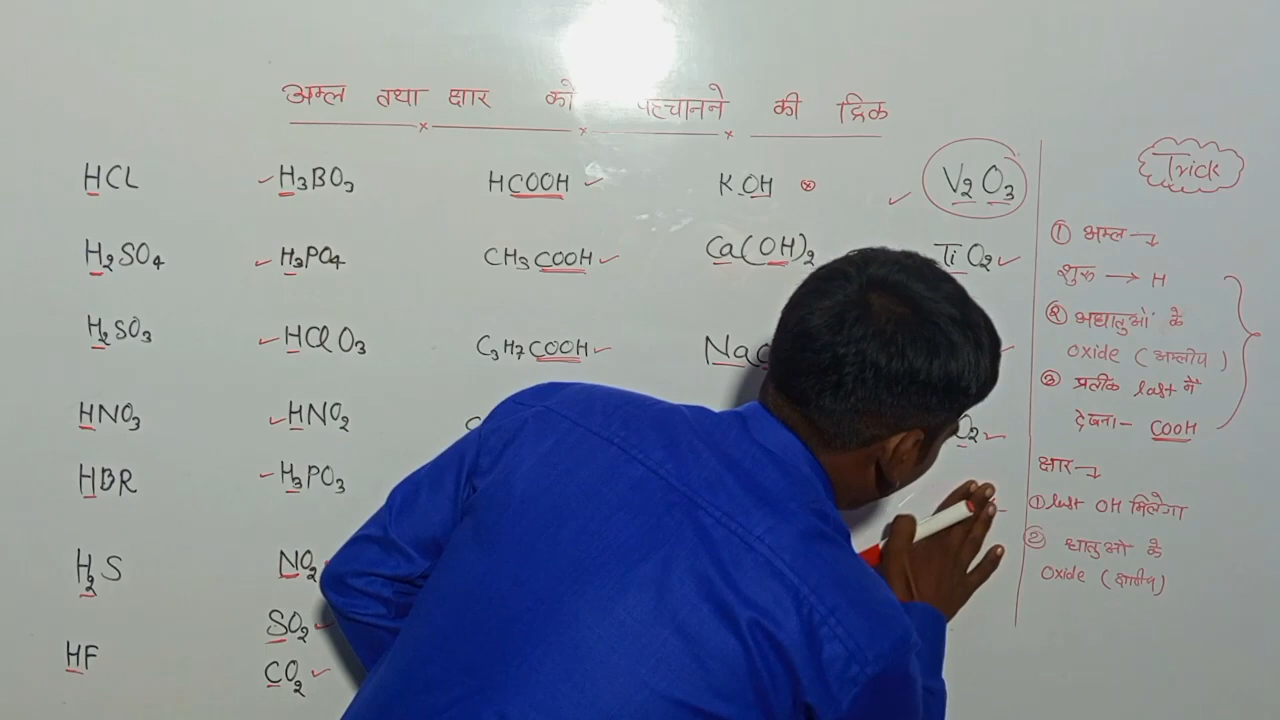 अम्ल तथा क्षार को पहचानने की ट्रिक
HCL
H2SO4
H2SO3
HNO3
HBR
H2S
HF
H3BO3
H3PO4
HClO3
HNO2
H3PO3
NO2
SO2
CO2
HCOOH
CH3COOH
C3H7COOH
KOH
Ca(OH)2
Na
V2O3
TiO2
O2
Trick
① अम्ल →
शुरू → H
② अधातुओं के
Oxide (अम्लीय)
③ प्रतीक last में
देखना - COOH
क्षार →
① last OH मिलेगा
② धातुओं के
Oxide (क्षारीय)